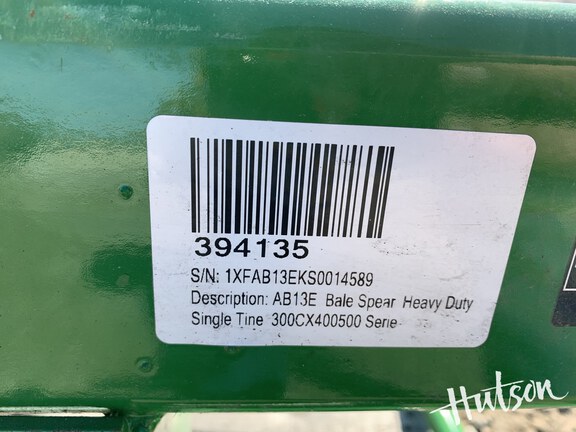 394135
S/N: 1XFAB13EKS0014589
Description: AB13E Bale Spear Heavy Duty
Single Tine 300CX400500 Serie
Hutson